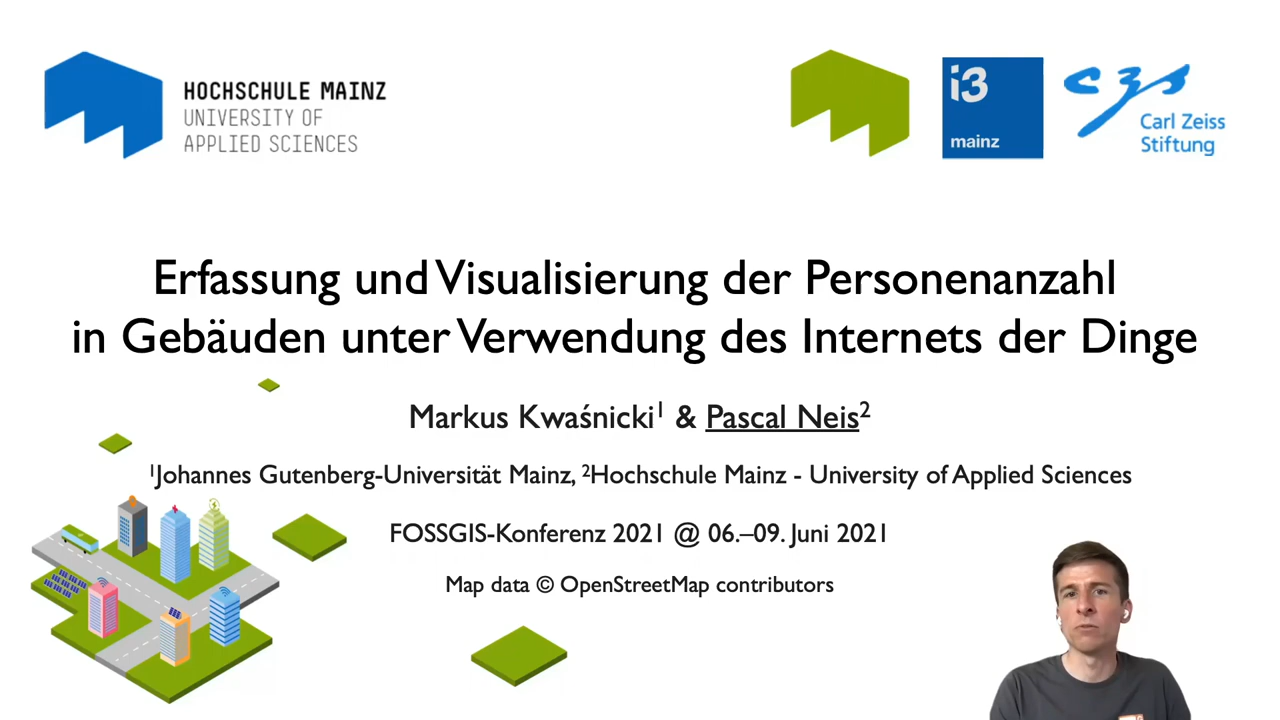 HOCHSCHULE MAINZ
UNIVERSITY OF
APPLIED SCIENCES
i3
mainz
czs
Carl Zeiss
Stiftung
Erfassung und Visualisierung der Personenanzahl
in Gebäuden unter Verwendung des Internets der Dinge
Markus Kwaśnicki¹ & Pascal Neis²
¹Johannes Gutenberg-Universität Mainz, ²Hochschule Mainz - University of Applied Sciences
FOSSGIS-Konferenz 2021 @ 06.–09. Juni 2021
Map data © OpenStreetMap contributors